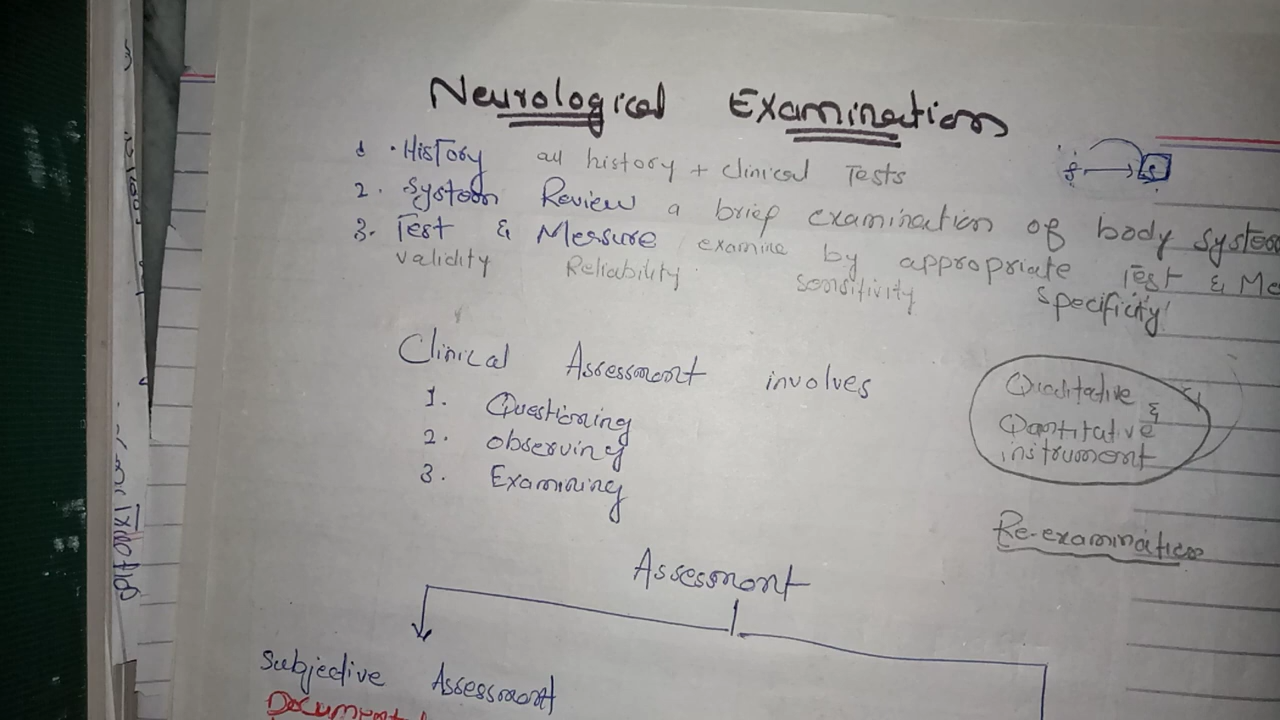 Neurological Examination
1 . History all history + clinical Tests
2. System Review a brief examination of body system
3. Test & Measure examine by appropriate Test & Me
validity Reliability sensitivity specificity
Clinical Assessment involves
1. Questioning
2. observing
3. Examining
Qualitative &
Quantitative
instrument
Re-examination
Assessment
Subjective Assessment